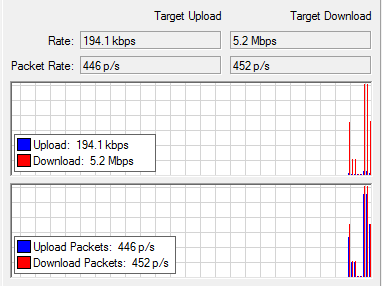 Target Upload Target Download
Rate: 194.1 kbps 5.2 Mbps
Packet Rate: 446 p/s 452 p/s
Upload: 194.1 kbps
Download: 5.2 Mbps
Upload Packets: 446 p/s
Download Packets: 452 p/s